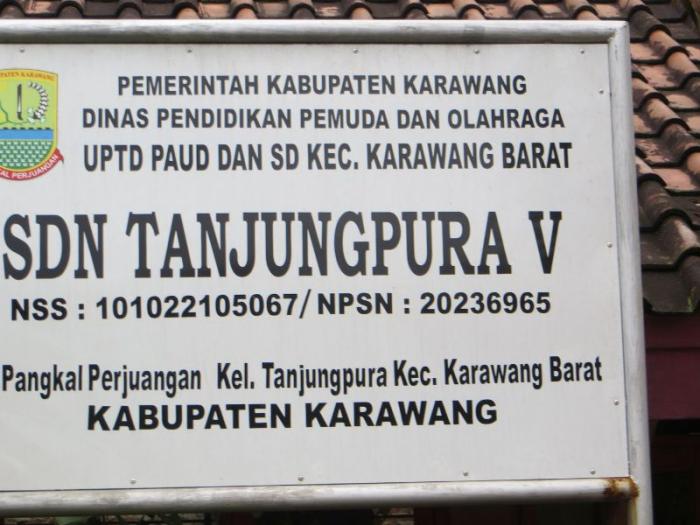 PEMERINTAH KABUPATEN KARAWANG
DINAS PENDIDIKAN PEMUDA DAN OLAHRAGA
UPTD PAUD DAN SD KEC. KARAWANG BARAT
SDN TANJUNGPURA V
NSS : 101022105067/ NPSN : 20236965
Pangkal Perjuangan Kel. Tanjungpura Kec. Karawang Barat
KABUPATEN KARAWANG